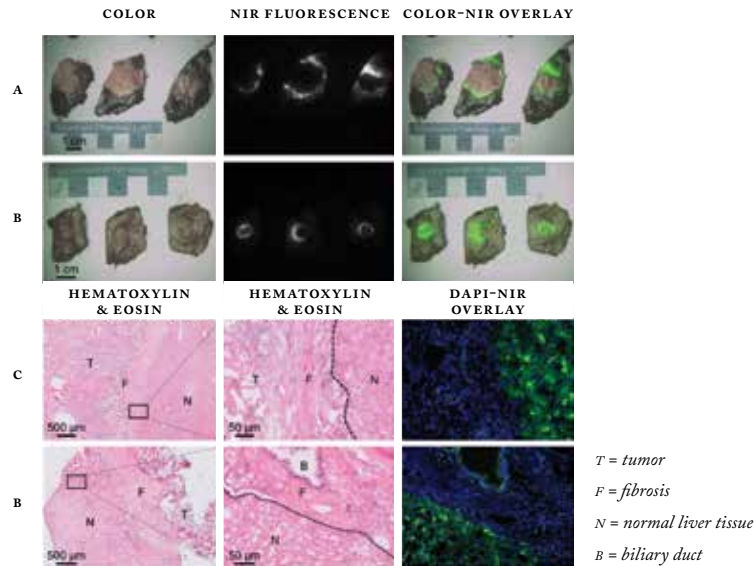 COLOR NIR FLUORESCENCE COLOR–NIR OVERLAY
A
1 cm
B
1 cm
HEMATOXYLIN & EOSIN HEMATOXYLIN & EOSIN DAPI–NIR OVERLAY
C
T F N
500 µm
T F N
50 µm
B
N F T
500 µm
B F N
50 µm
T = tumor
F = fibrosis
N = normal liver tissue
B = biliary duct